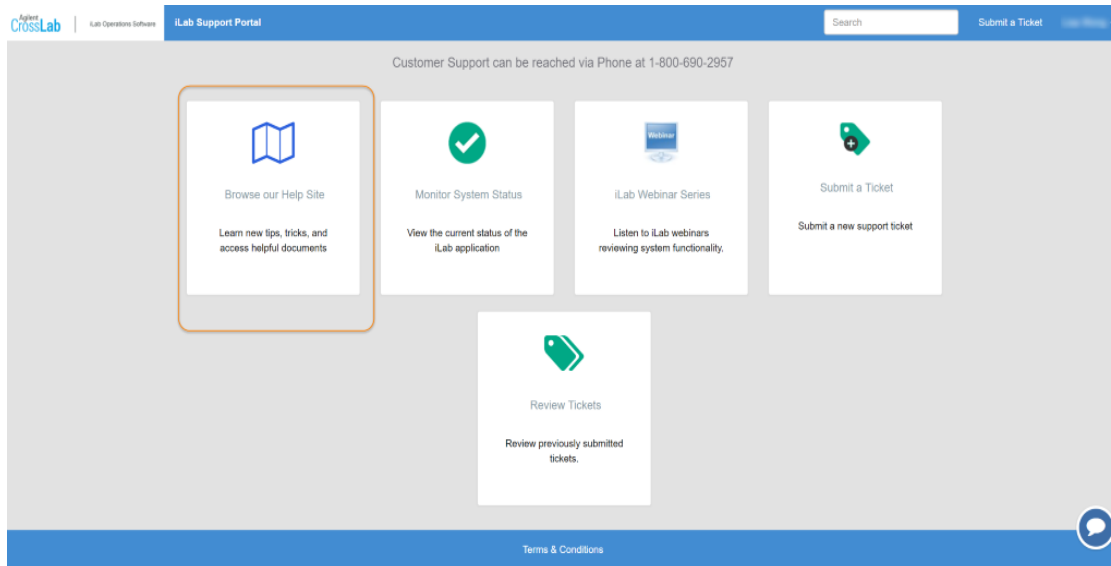 Agilent
CrossLab
iLab Operations Software
iLab Support Portal
Search
Submit a Ticket
Customer Support can be reached via Phone at 1-800-690-2957
Browse our Help Site
Learn new tips, tricks, and
access helpful documents
Monitor System Status
View the current status of the
iLab application
Webinar
iLab Webinar Series
Listen to iLab webinars
reviewing system functionality.
Submit a Ticket
Submit a new support ticket
Review Tickets
Review previously submitted
tickets.
Terms & Conditions